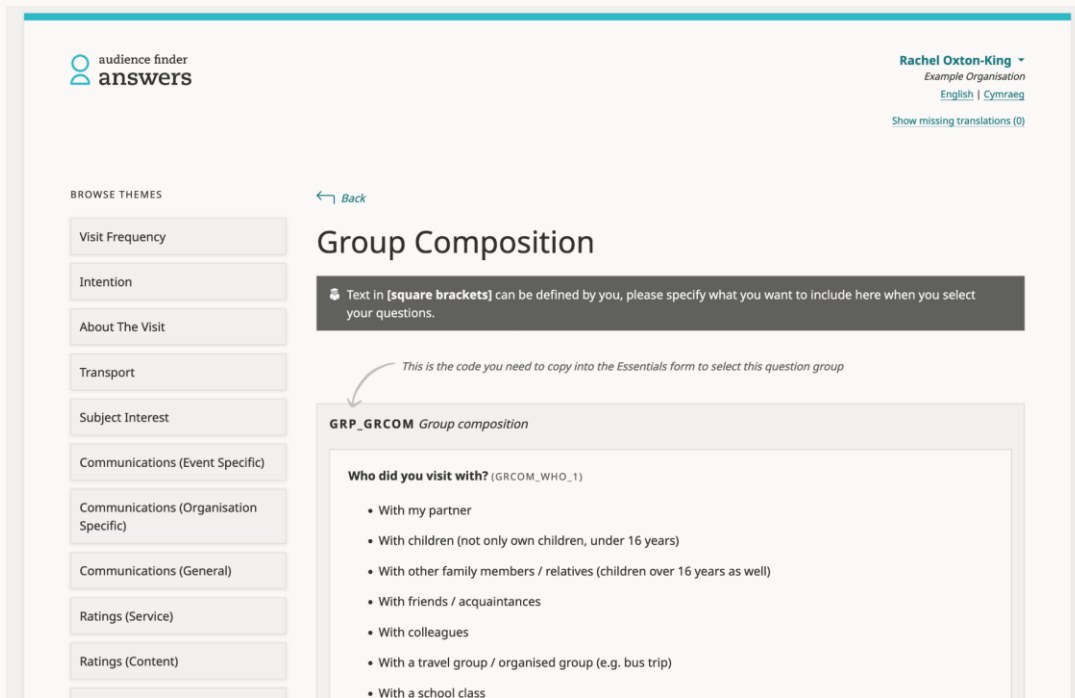 audience finder
answers
Rachel Oxton-King
Example Organisation
English | Cymraeg
Show missing translations (0)
BROWSE THEMES
Visit Frequency
Intention
About The Visit
Transport
Subject Interest
Communications (Event Specific)
Communications (Organisation
Specific)
Communications (General)
Ratings (Service)
Ratings (Content)
Back
Group Composition
Text in [square brackets] can be defined by you, please specify what you want to include here when you select
your questions.
This is the code you need to copy into the Essentials form to select this question group
GRP_GRCOM Group composition
Who did you visit with? (GRCOM_WHO_1)
• With my partner
• With children (not only own children, under 16 years)
• With other family members / relatives (children over 16 years as well)
• With friends / acquaintances
• With colleagues
• With a travel group / organised group (e.g. bus trip)
• With a school class